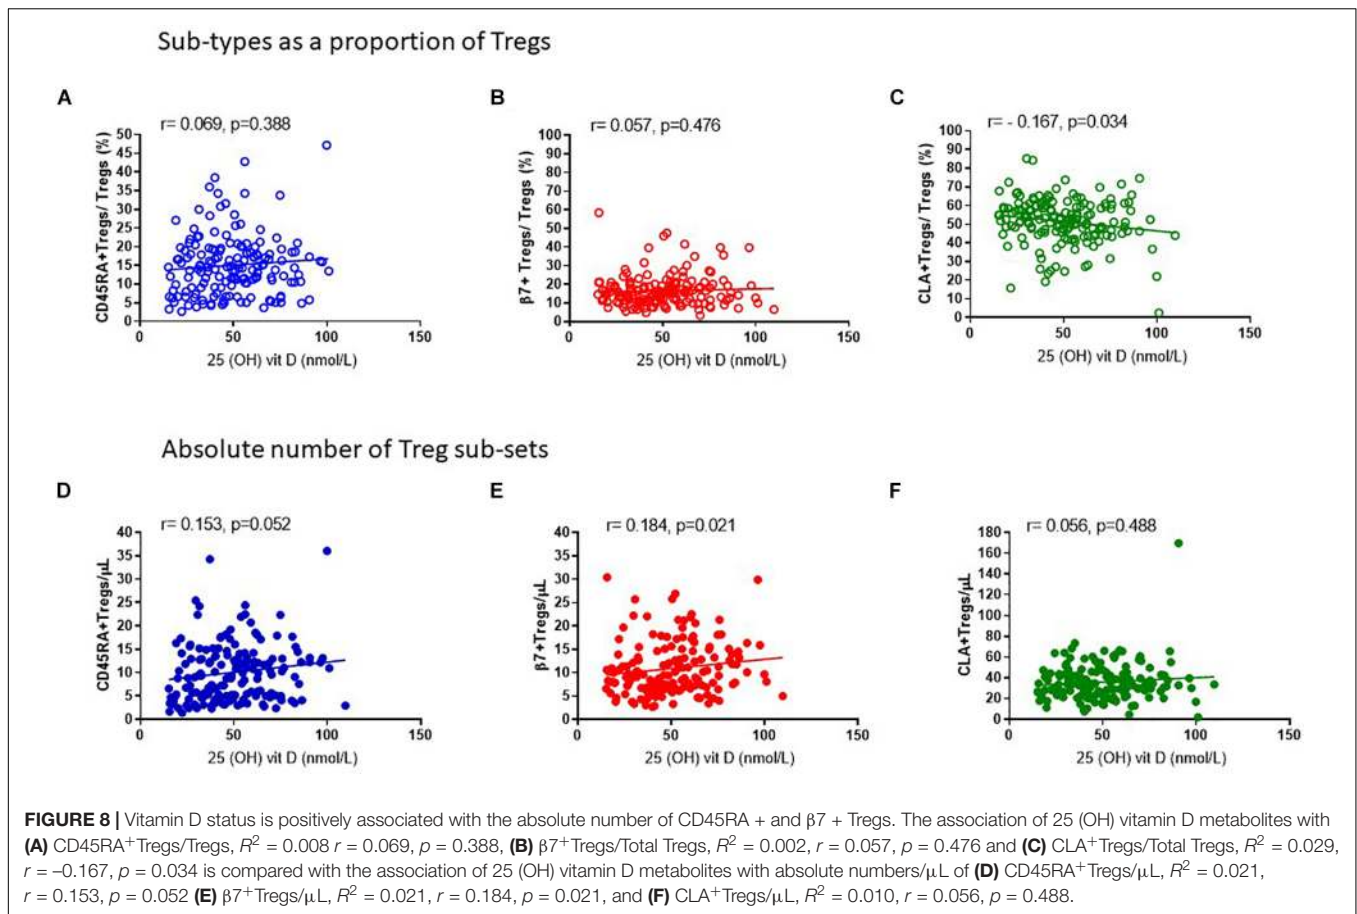 Sub-types as a proportion of Tregs
A
r= 0.069, p=0.388
CD45RA+Tregs/ Tregs (%)
50
45
40
35
30
25
20
15
10
5
0
0 50 100 150
25 (OH) vit D (nmol/L)
B
r= 0.057, p=0.476
β7+ Tregs/ Tregs (%)
100
90
80
70
60
50
40
30
20
10
0
0 50 100 150
25 (OH) vit D (nmol/L)
C
r= - 0.167, p=0.034
CLA+Tregs/ Tregs (%)
100
90
80
70
60
50
40
30
20
10
0
0 50 100 150
25 (OH) vit D (nmol/L)
Absolute number of Treg sub-sets
D
r= 0.153, p=0.052
CD45RA+Tregs/μL
40
35
30
25
20
15
10
5
0
0 50 100 150
25 (OH) vit D (nmol/L)
E
r= 0.184, p=0.021
β7+Tregs/μL
40
35
30
25
20
15
10
5
0
0 50 100 150
25 (OH) vit D (nmol/L)
F
r= 0.056, p=0.488
CLA+Tregs/μL
180
160
140
120
100
80
60
40
20
0
0 50 100 150
25 (OH) vit D (nmol/L)
FIGURE 8 | Vitamin D status is positively associated with the absolute number of CD45RA + and β7 + Tregs. The association of 25 (OH) vitamin D metabolites with
(A) CD45RA⁺Tregs/Tregs, R² = 0.008 r = 0.069, p = 0.388, (B) β7⁺Tregs/Total Tregs, R² = 0.002, r = 0.057, p = 0.476 and (C) CLA⁺Tregs/Total Tregs, R² = 0.029,
r = –0.167, p = 0.034 is compared with the association of 25 (OH) vitamin D metabolites with absolute numbers/μL of (D) CD45RA⁺Tregs/μL, R² = 0.021,
r = 0.153, p = 0.052 (E) β7⁺Tregs/μL, R² = 0.021, r = 0.184, p = 0.021, and (F) CLA⁺Tregs/μL, R² = 0.010, r = 0.056, p = 0.488.